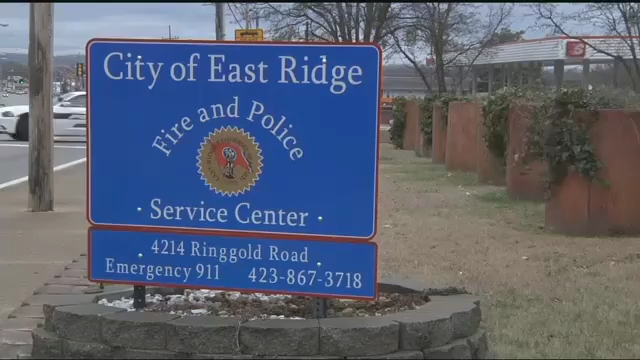 City of East Ridge
Fire and Police
· Service Center ·
4214 Ringgold Road
Emergency 911 423-867-3718